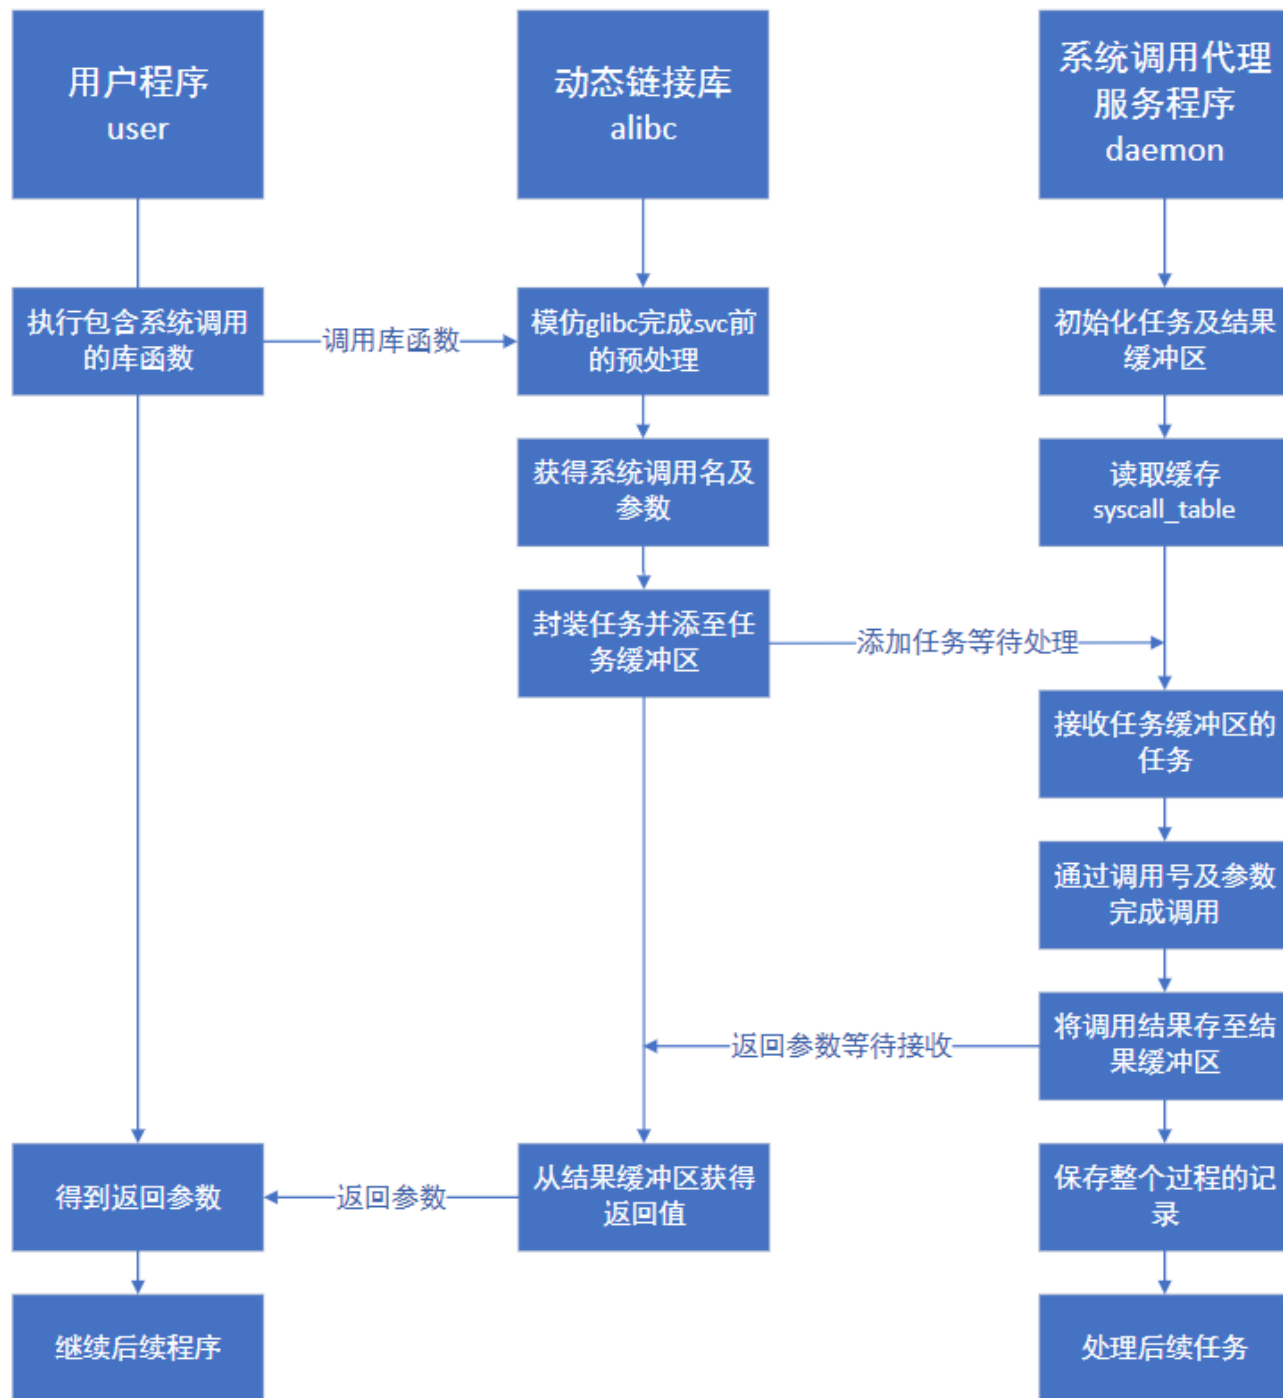 用户程序
user
动态链接库
alibc
系统调用代理
服务程序
daemon
执行包含系统调用
的库函数
调用库函数
模仿glibc完成svc前
的预处理
初始化任务及结果
缓冲区
获得系统调用名及
参数
读取缓存
syscall_table
封装任务并添至任
务缓冲区
添加任务等待处理
接收任务缓冲区的
任务
通过调用号及参数
完成调用
返回参数等待接收
将调用结果存至结
果缓冲区
得到返回参数
返回参数
从结果缓冲区获得
返回值
保存整个过程的记
录
继续后续程序
处理后续任务